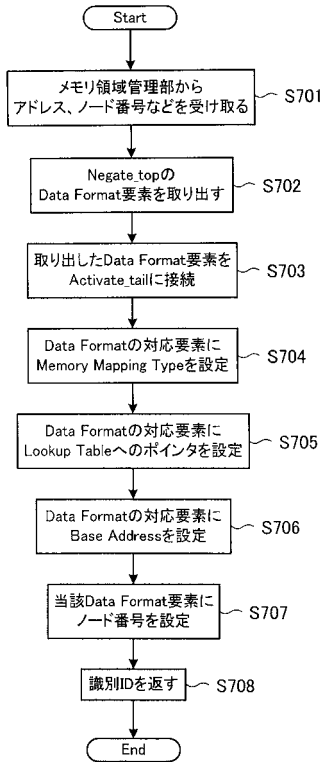 Start
メモリ領域管理部から
アドレス、ノード番号などを受け取る
S701
Negate_topの
Data Format要素を取り出す
S702
取り出したData Format要素を
Activate_tailに接続
S703
Data Formatの対応要素に
Memory Mapping Typeを設定
S704
Data Formatの対応要素に
Lookup Tableへのポインタを設定
S705
Data Formatの対応要素に
Base Addressを設定
S706
当該Data Format要素に
ノード番号を設定
S707
識別IDを返す
S708
End